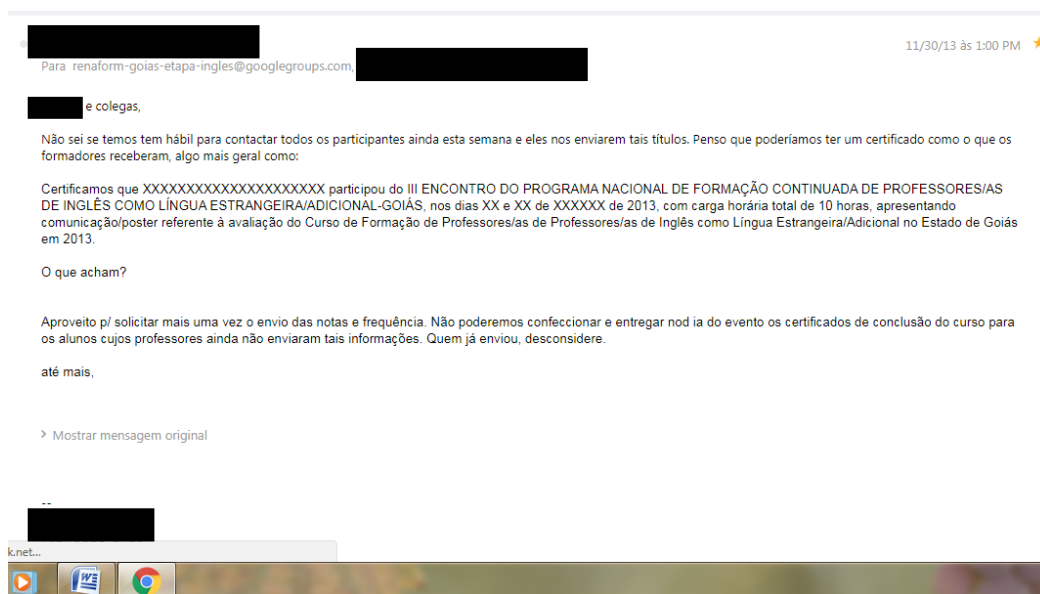 11/30/13 às 1:00 PM
Para renaform-goias-etapa-ingles@googlegroups.com,
e colegas,
Não sei se temos tem hábil para contactar todos os participantes ainda esta semana e eles nos enviarem tais títulos. Penso que poderíamos ter um certificado como o que os
formadores receberam, algo mais geral como:
Certificamos que XXXXXXXXXXXXXXXXXXXXXX participou do III ENCONTRO DO PROGRAMA NACIONAL DE FORMAÇÃO CONTINUADA DE PROFESSORES/AS
DE INGLÊS COMO LÍNGUA ESTRANGEIRA/ADICIONAL-GOIÁS, nos dias XX e XX de XXXXXX de 2013, com carga horária total de 10 horas, apresentando
comunicação/poster referente à avaliação do Curso de Formação de Professores/as de Professores/as de Inglês como Língua Estrangeira/Adicional no Estado de Goiás
em 2013.
O que acham?
Aproveito p/ solicitar mais uma vez o envio das notas e frequência. Não poderemos confeccionar e entregar nod ia do evento os certificados de conclusão do curso para
os alunos cujos professores ainda não enviaram tais informações. Quem já enviou, desconsidere.
até mais,
> Mostrar mensagem original
--
k.net...